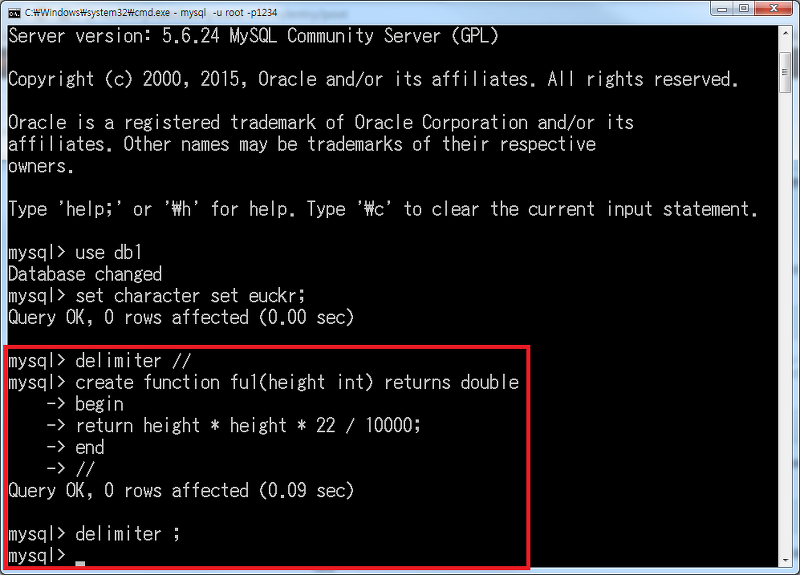 C:₩Windows₩system32₩cmd.exe - mysql  -u root -p1234
Server version: 5.6.24 MySQL Community Server (GPL)
Copyright (c) 2000, 2015, Oracle and/or its affiliates. All rights reserved.
Oracle is a registered trademark of Oracle Corporation and/or its
affiliates. Other names may be trademarks of their respective
owners.
Type 'help;' or '₩h' for help. Type '₩c' to clear the current input statement.
mysql> use db1
Database changed
mysql> set character set euckr;
Query OK, 0 rows affected (0.00 sec)
mysql> delimiter //
mysql> create function fu1(height int) returns double
    -> begin
    -> return height * height * 22 / 10000;
    -> end
    -> //
Query OK, 0 rows affected (0.09 sec)
mysql> delimiter ;
mysql> _